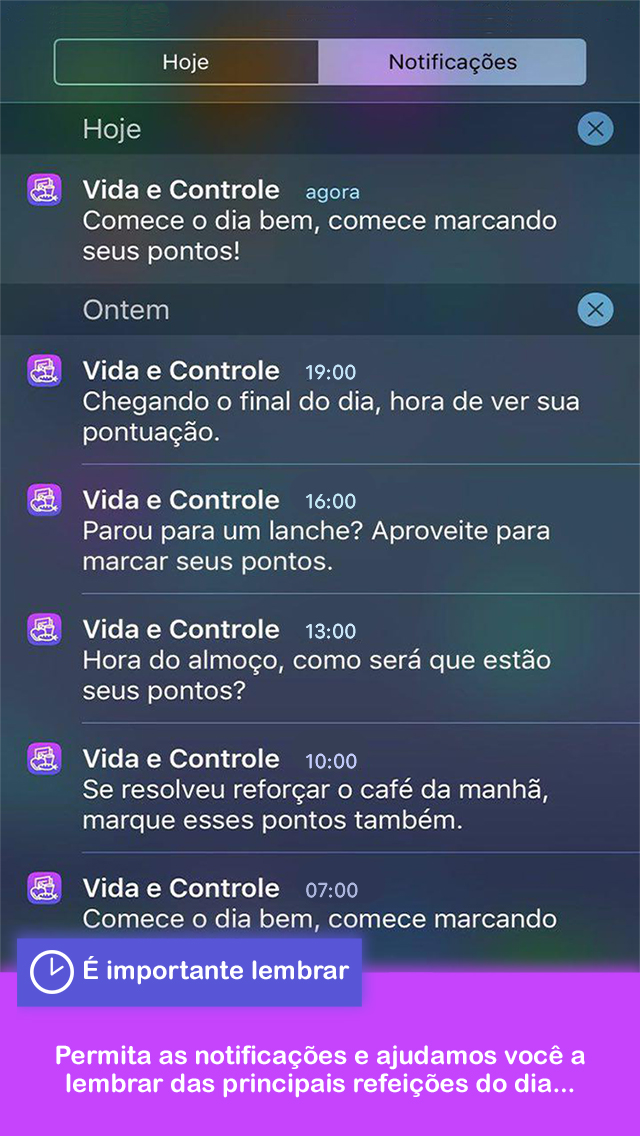 Hoje
Notificações
Hoje
Vida e Controle agora
Comece o dia bem, comece marcando
seus pontos!
Ontem
Vida e Controle 19:00
Chegando o final do dia, hora de ver sua
pontuação.
Vida e Controle 16:00
Parou para um lanche? Aproveite para
marcar seus pontos.
Vida e Controle 13:00
Hora do almoço, como será que estão
seus pontos?
Vida e Controle 10:00
Se resolveu reforçar o café da manhã,
marque esses pontos também.
Vida e Controle 07:00
Comece o dia bem, comece marcando
É importante lembrar
Permita as notificações e ajudamos você a
lembrar das principais refeições do dia...